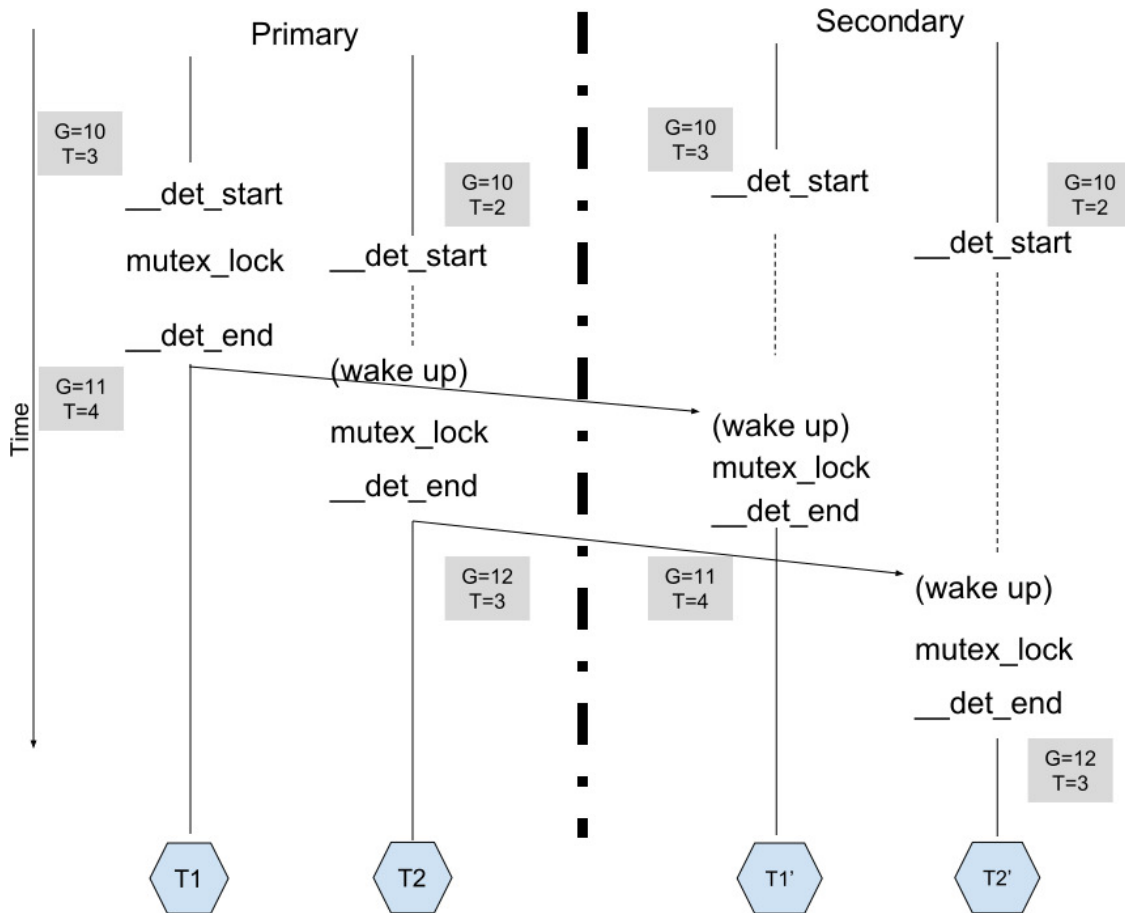 Primary
Secondary
G=10
T=3
__det_start
mutex_lock
__det_end
G=11
T=4
G=10
T=2
__det_start
(wake up)
mutex_lock
__det_end
G=12
T=3
G=10
T=3
__det_start
(wake up)
mutex_lock
__det_end
G=11
T=4
G=10
T=2
__det_start
(wake up)
mutex_lock
__det_end
G=12
T=3
Time
T1
T2
T1’
T2’